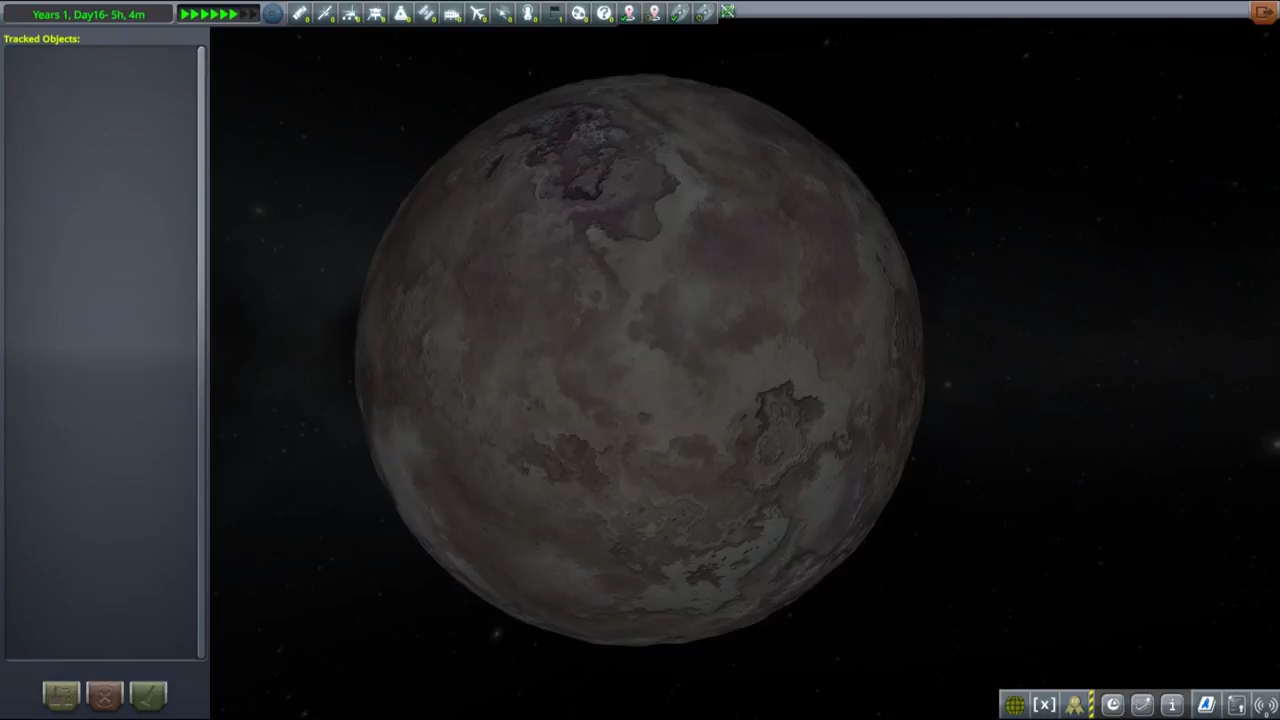 Years 1, Day16- 5h, 4m
Tracked Objects:
[x]